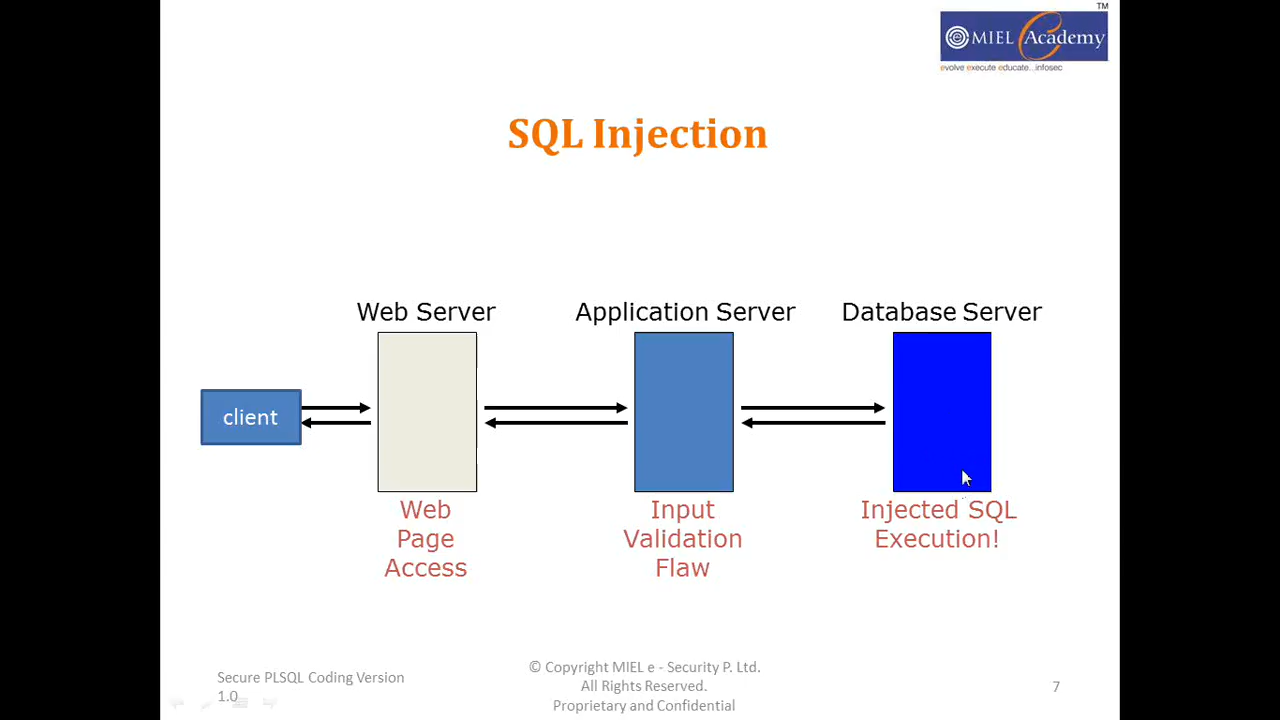 TM
MIEL Academy
evolve execute educate...infosec
SQL Injection
Web Server
Application Server
Database Server
client
Web
Page
Access
Input
Validation
Flaw
Injected SQL
Execution!
Secure PLSQL Coding Version
1.0
© Copyright MIEL e - Security P. Ltd.
All Rights Reserved.
Proprietary and Confidential
7